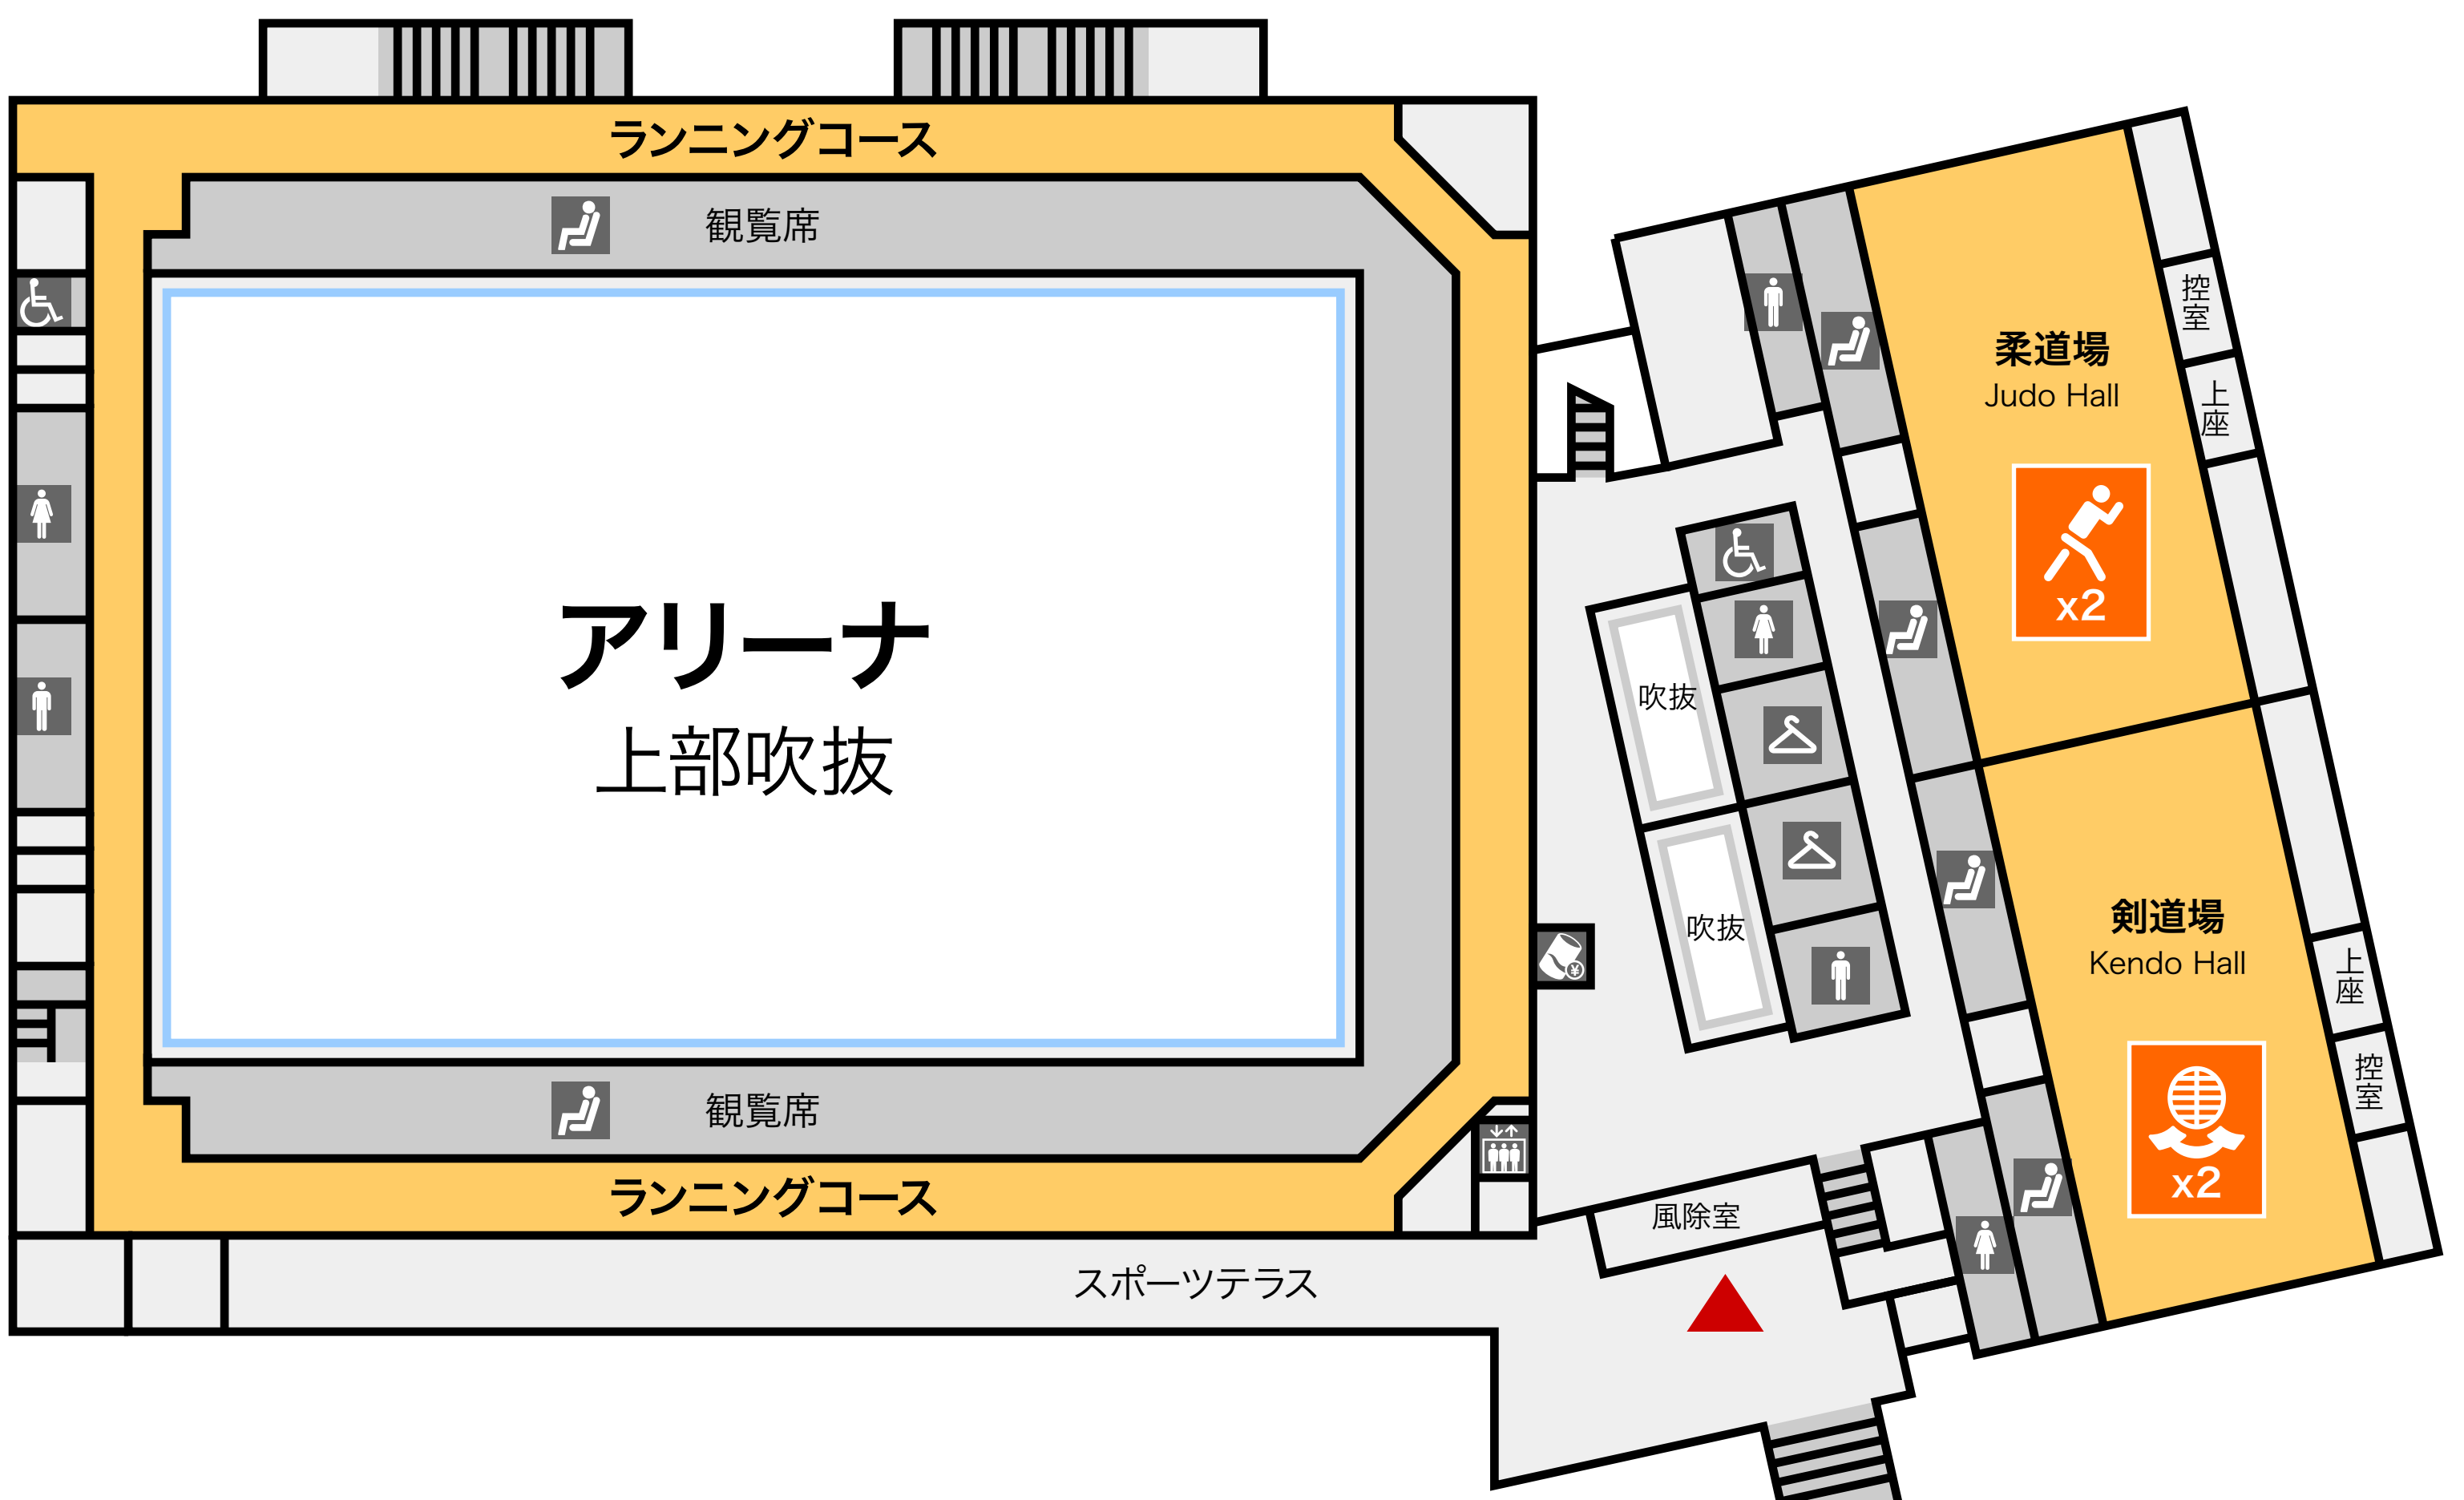 ランニングコース
観覧席
アリーナ
上部吹抜
観覧席
ランニングコース
スポーツテラス
吹抜
吹抜
¥
風除室
柔道場
Judo Hall
x2
控室
上座
剣道場
Kendo Hall
x2
上座
控室